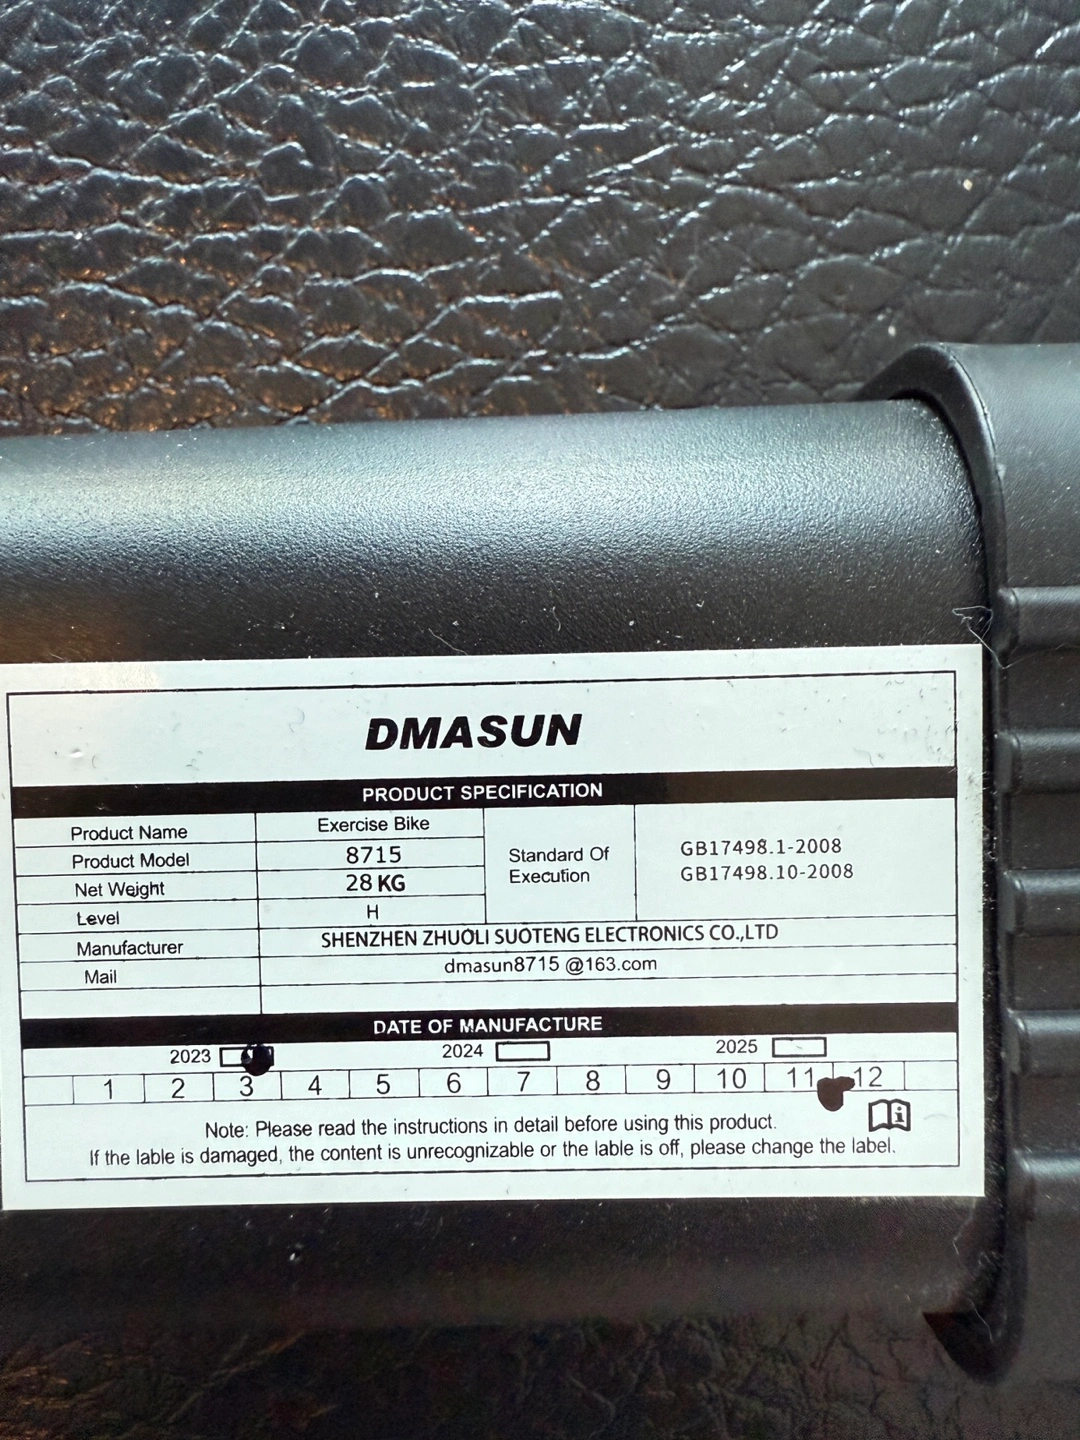 DMASUN
PRODUCT SPECIFICATION
Product Name Exercise Bike
Product Model 8715
Net Weight 28 KG
Level H
Standard Of Execution GB17498.1-2008
GB17498.10-2008
Manufacturer SHENZHEN ZHUOLI SUOTENG ELECTRONICS CO.,LTD
Mail dmasun8715 @163.com
DATE OF MANUFACTURE
2023 2024 2025
1 2 3 4 5 6 7 8 9 10 11 12
Note: Please read the instructions in detail before using this product.
If the lable is damaged, the content is unrecognizable or the lable is off, please change the label.